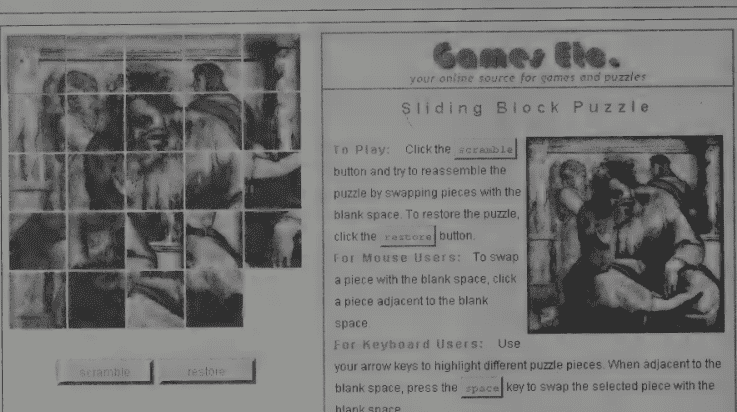 Games Etc.
your online source for games and puzzles
Sliding Block Puzzle
To Play: Click the scramble
button and try to reassemble the
puzzle by swapping pieces with the
blank space. To restore the puzzle,
click the restore button.
For Mouse Users: To swap
a piece with the blank space, click
a piece adjacent to the blank
space.
For Keyboard Users: Use
your arrow keys to highlight different puzzle pieces. When adjacent to the
blank space, press the space key to swap the selected piece with the
blank space.
scramble
restore